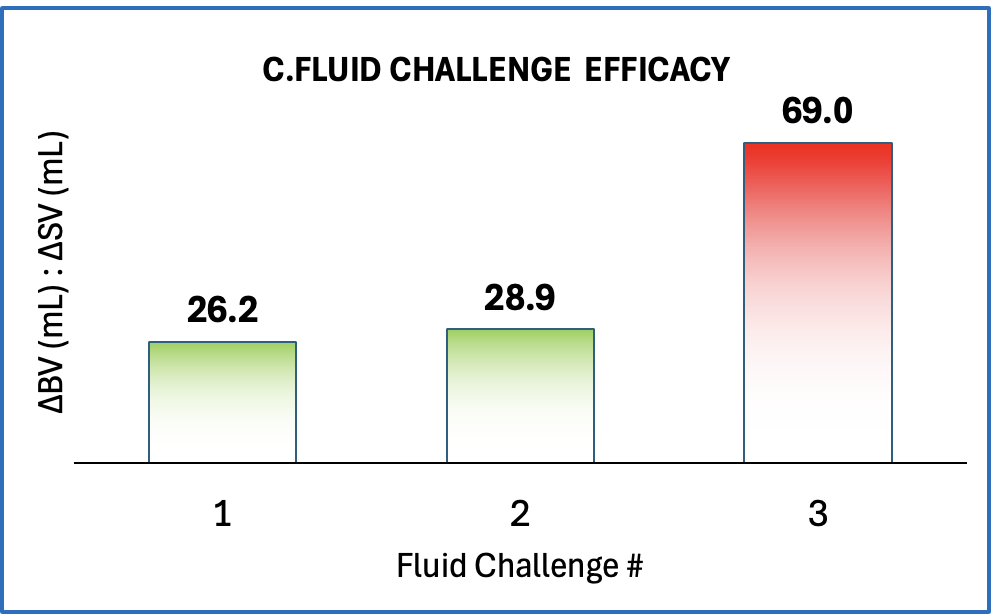 C.FLUID CHALLENGE  EFFICACY
ΔBV (mL) : ΔSV (mL)
26.2
28.9
69.0
1
2
3
Fluid Challenge #